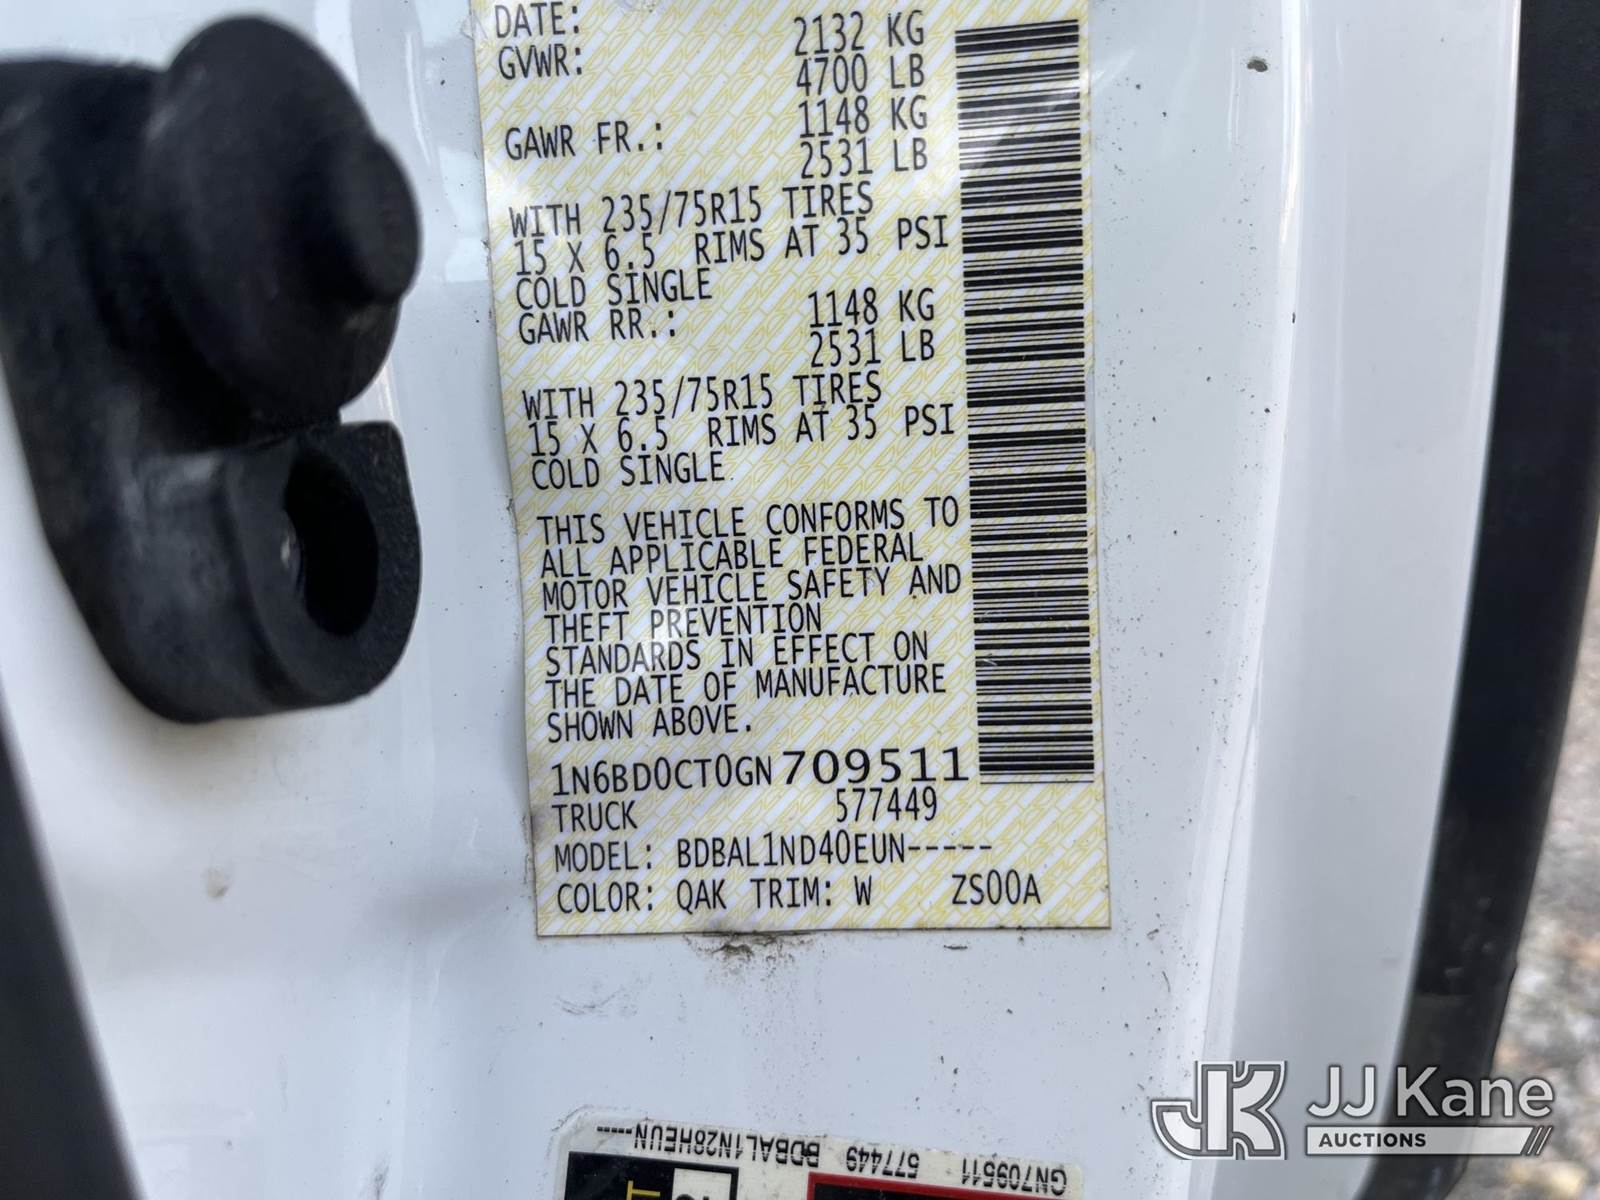 DATE:
GVWR: 2132 KG
4700 LB
GAWR FR.: 1148 KG
2531 LB
WITH 235/75R15 TIRES
15 X 6.5 RIMS AT 35 PSI
COLD SINGLE
GAWR RR.: 1148 KG
2531 LB
WITH 235/75R15 TIRES
15 X 6.5 RIMS AT 35 PSI
COLD SINGLE
THIS VEHICLE CONFORMS TO
ALL APPLICABLE FEDERAL
MOTOR VEHICLE SAFETY AND
THEFT PREVENTION
STANDARDS IN EFFECT ON
THE DATE OF MANUFACTURE
SHOWN ABOVE.
1N6BD0CT0GN709511
TRUCK 577449
MODEL: BDBAL1ND40EUN-----
COLOR: QAK TRIM: W ZS00A
GN709511 577449 BDBAL1N28HEUN-----
JK JJ Kane
AUCTIONS